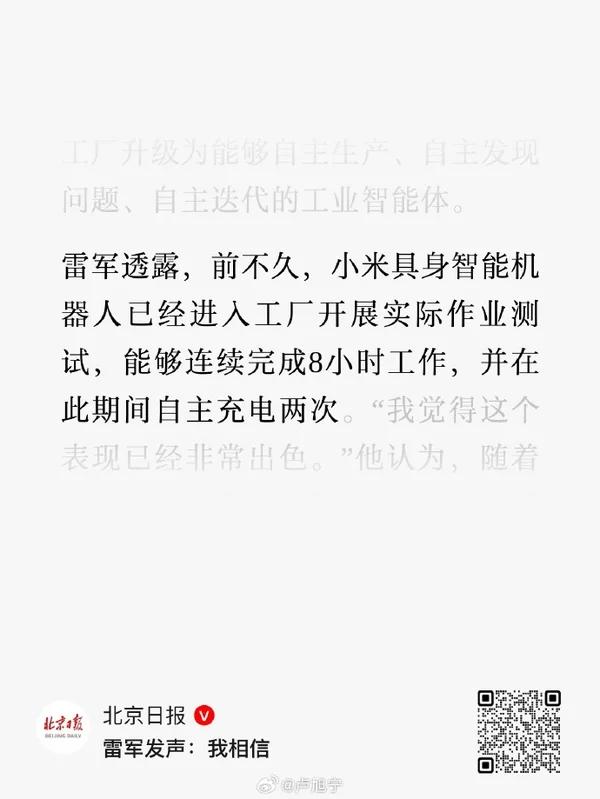 工厂升级为能够自主生产、自主发现
问题、自主迭代的工业智能体。
雷军透露，前不久，小米具身智能机
器人已经进入工厂开展实际作业测
试，能够连续完成8小时工作，并在
此期间自主充电两次。“我觉得这个
表现已经非常出色。”他认为，随着
北京日报
BEIJING DAILY
北京日报
雷军发声：我相信
@卢旭宁